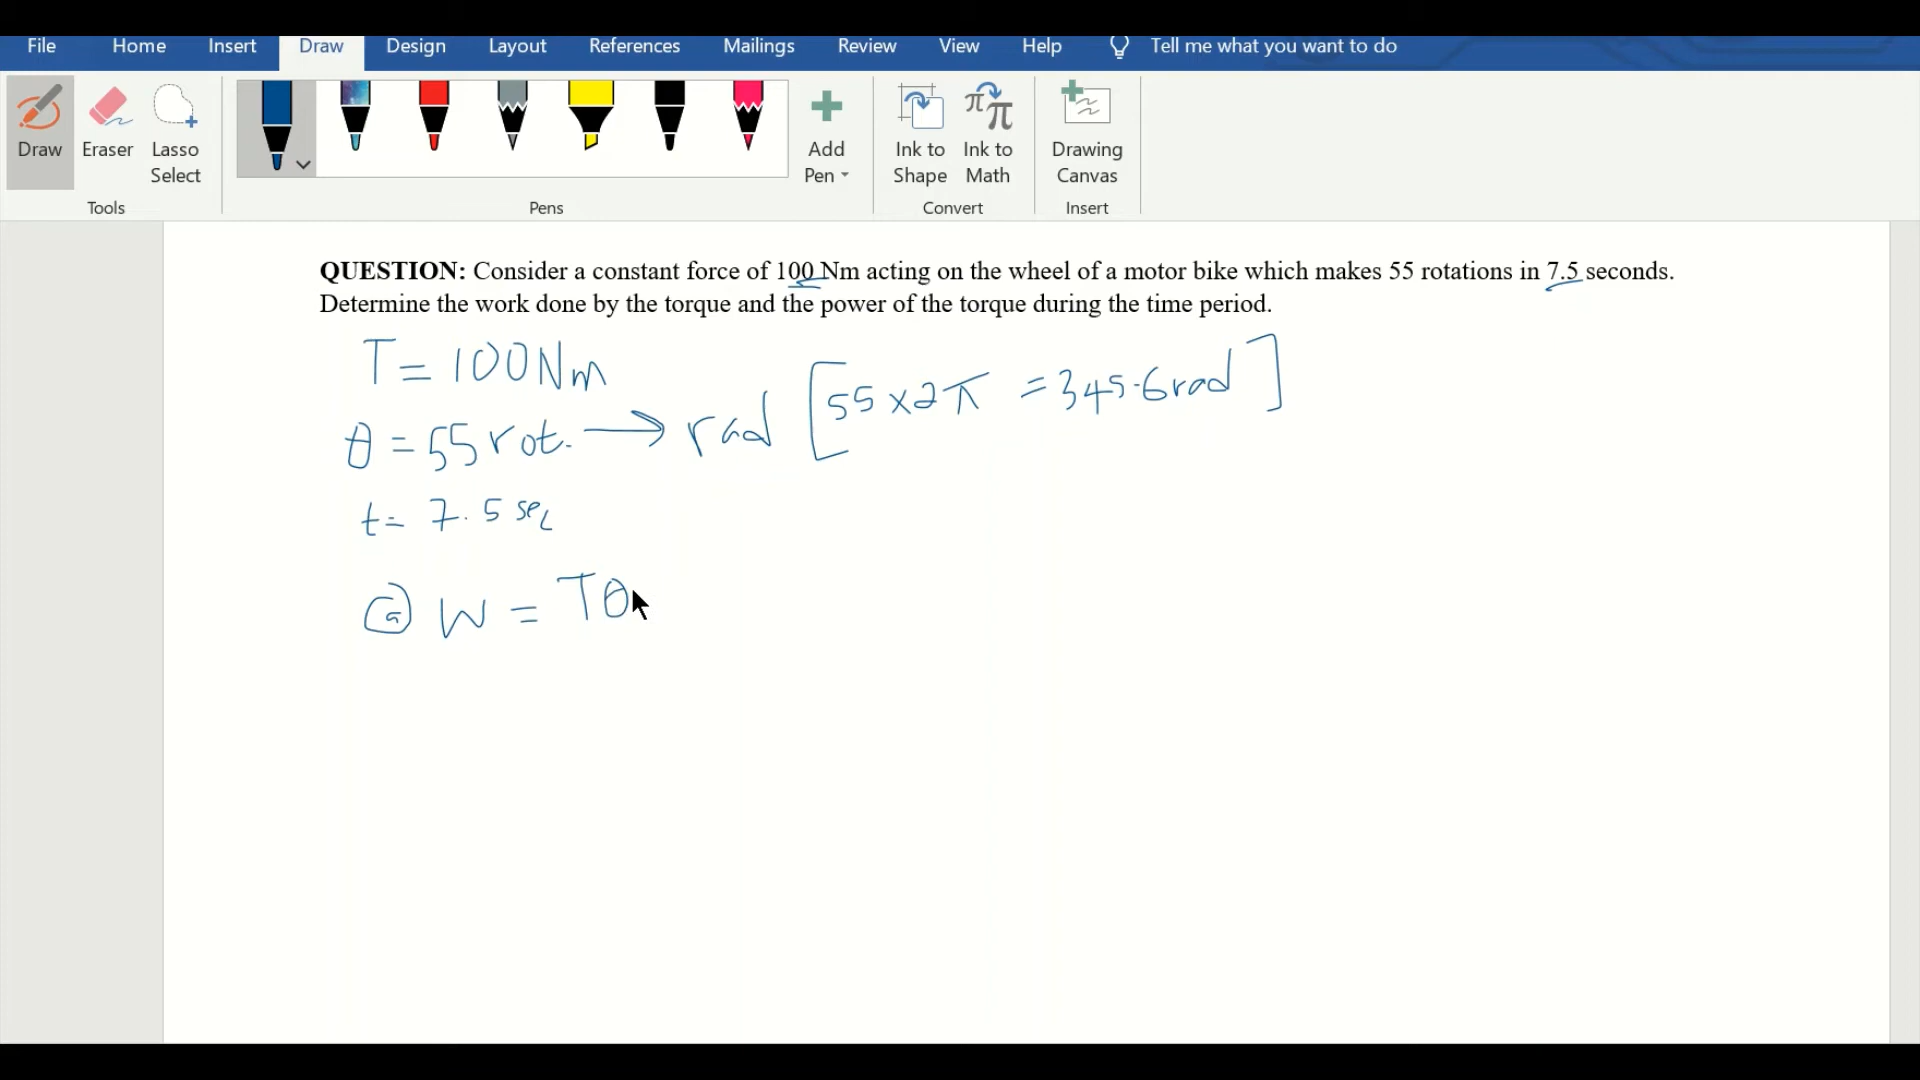 File Home Insert Draw Design Layout References Mailings Review View Help Tell me what you want to do
Draw Eraser Lasso Select Add Pen Ink to Shape Ink to Math Drawing Canvas
Tools Pens Convert Insert
QUESTION: Consider a constant force of 100 Nm acting on the wheel of a motor bike which makes 55 rotations in 7.5 seconds.
Determine the work done by the torque and the power of the torque during the time period.
T = 100Nm
θ = 55 rot. → rad [55 x 2π = 345.6rad]
t = 7.5 sec
ⓐ W = Tθ